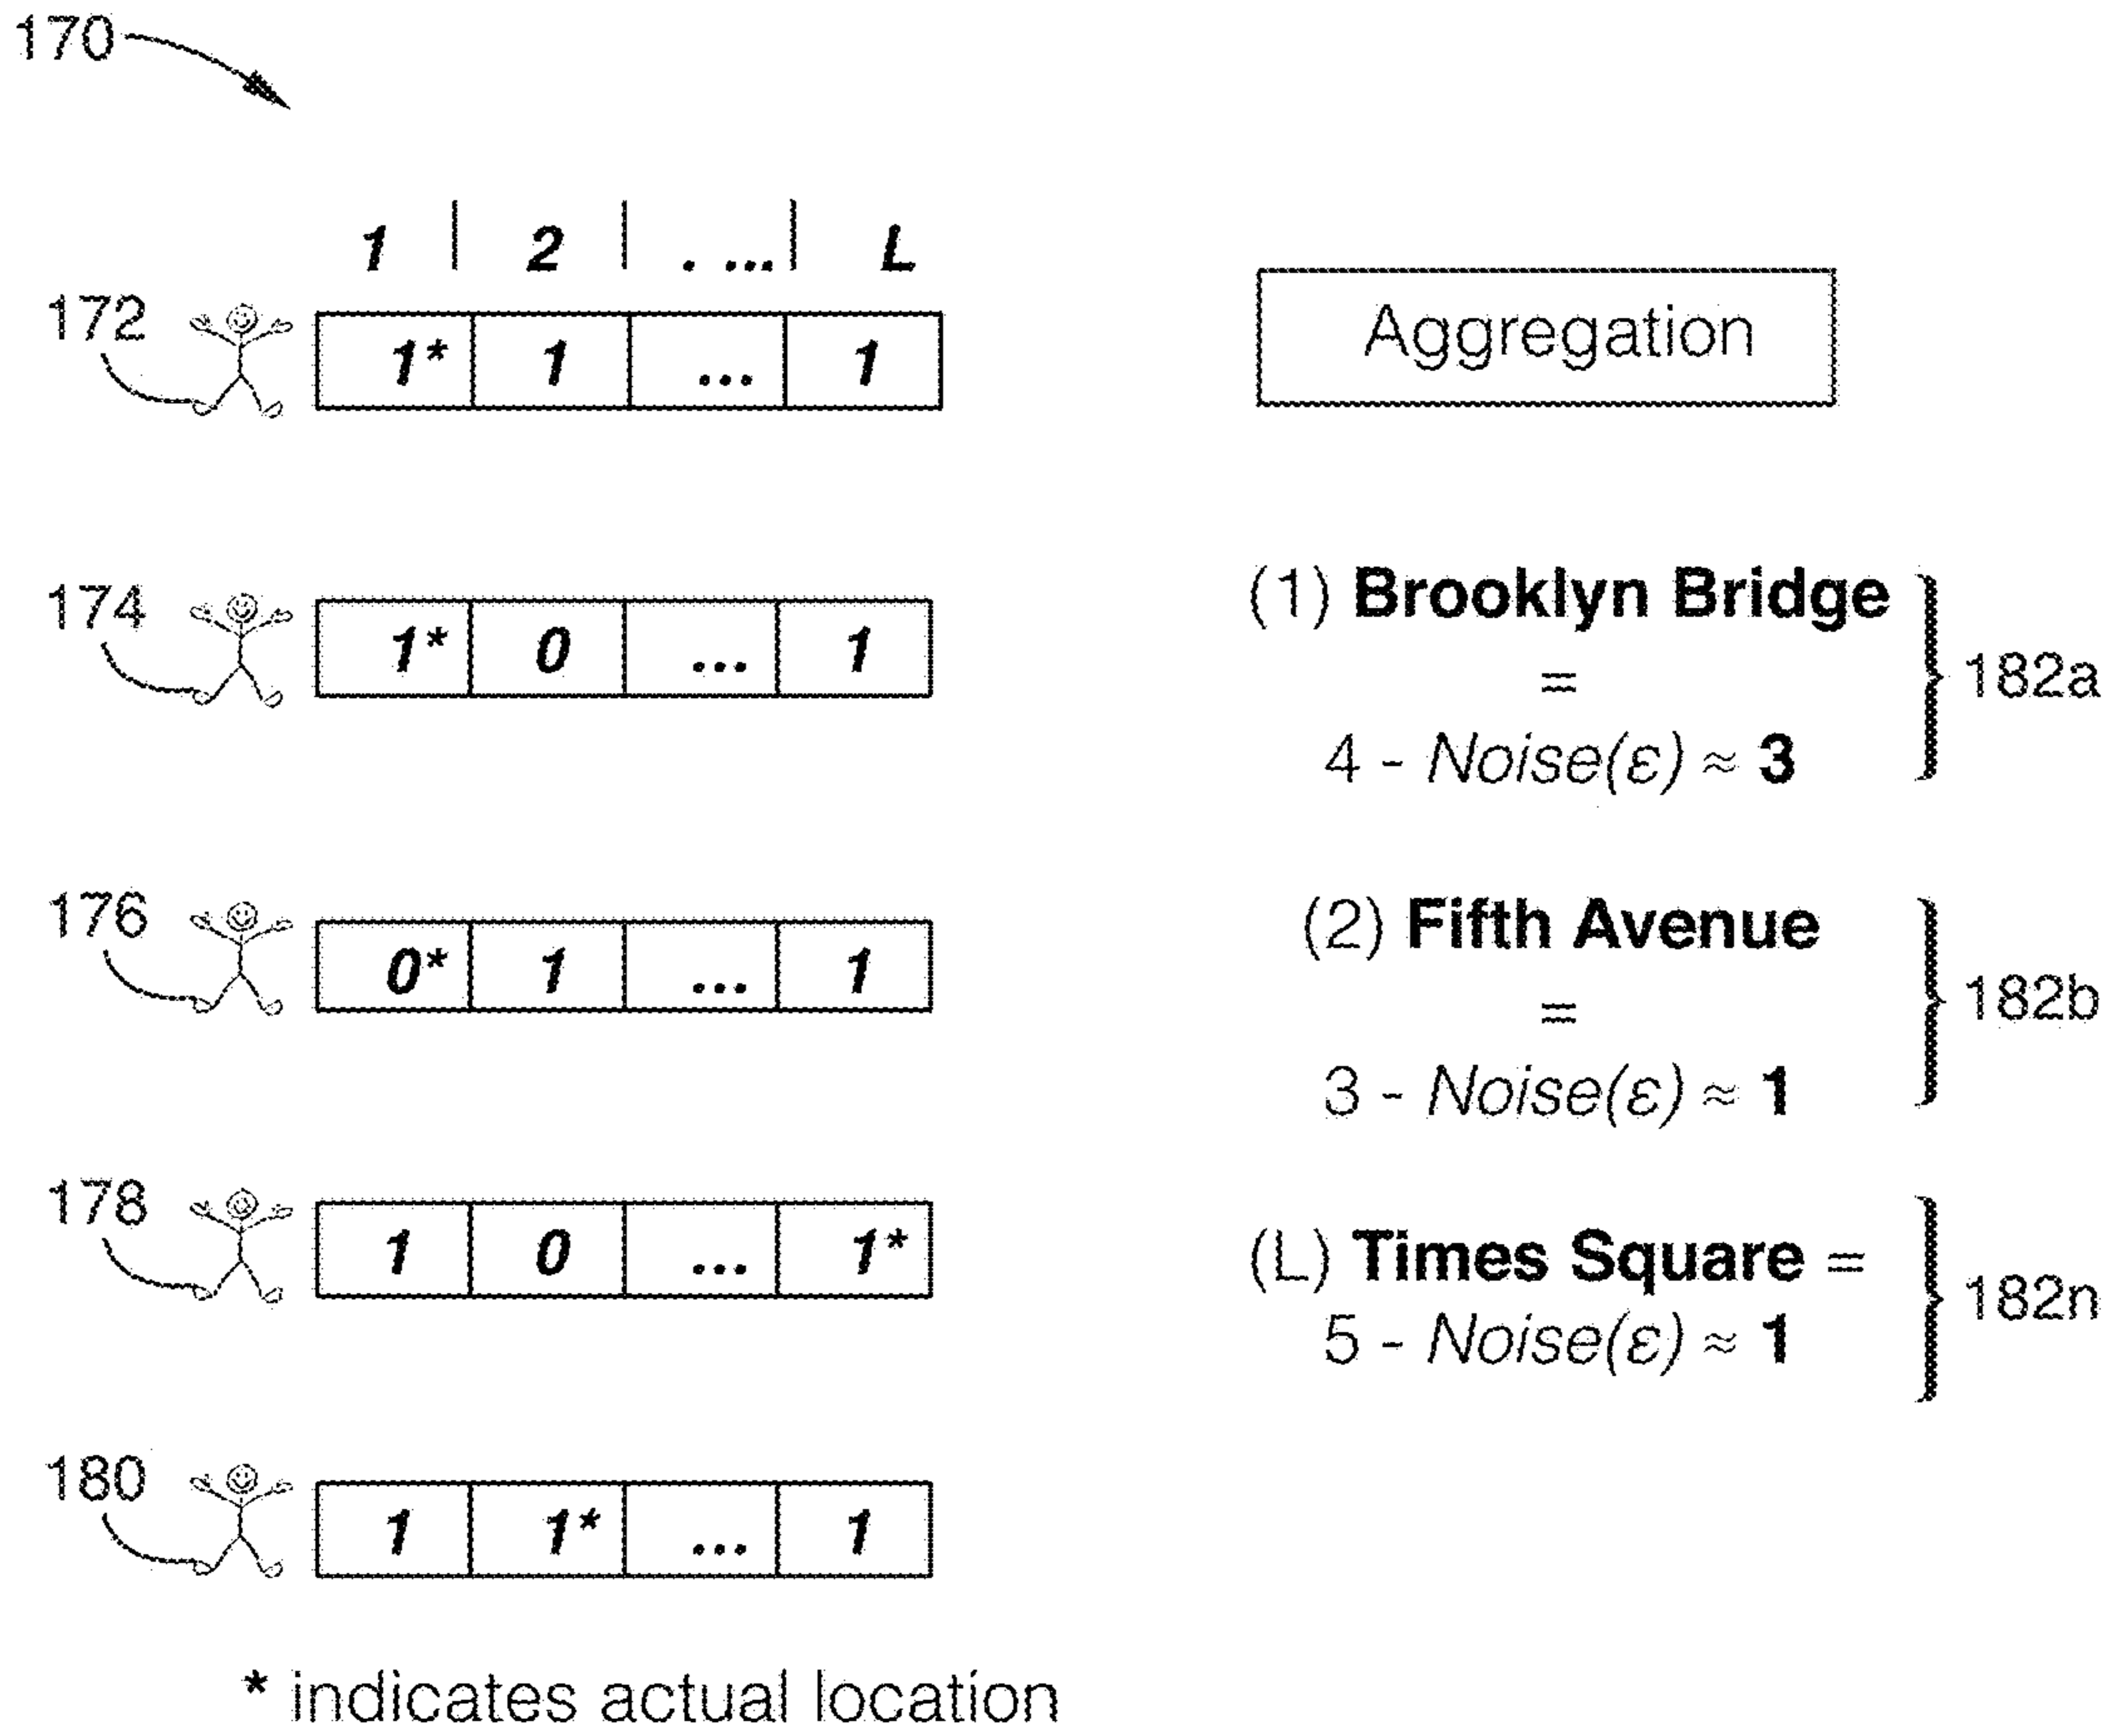 170
1 | 2 | . ... | L
172 1* 1 ... 1
Aggregation
174 1* 0 ... 1
(1) Brooklyn Bridge
=
4 - Noise(ε) ≈ 3
182a
176 0* 1 ... 1
(2) Fifth Avenue
=
3 - Noise(ε) ≈ 1
182b
178 1 0 ... 1*
(L) Times Square =
5 - Noise(ε) ≈ 1
182n
180 1 1* ... 1
* indicates actual location